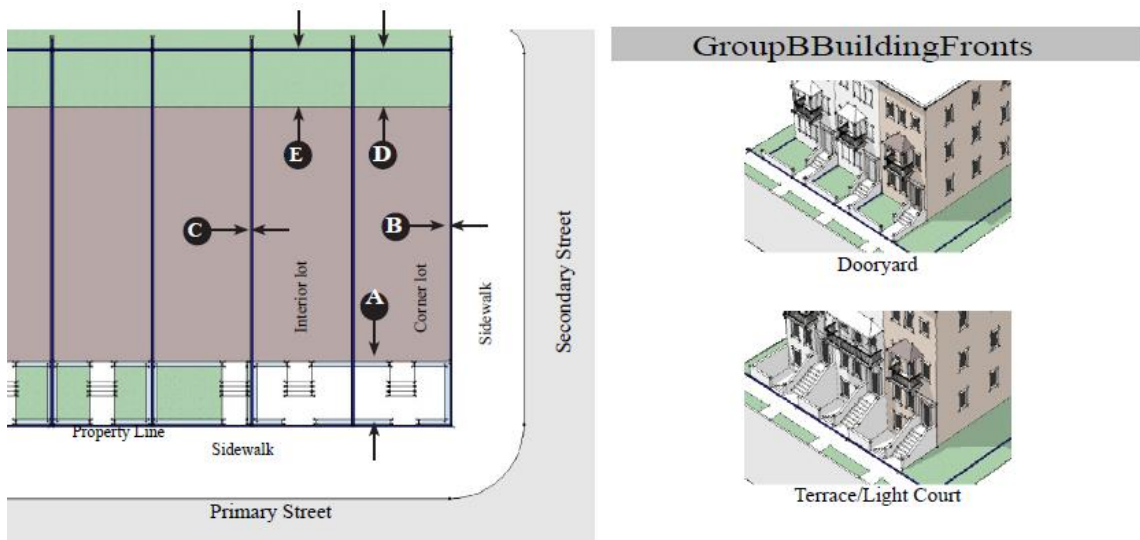 E
D
C
B
A
Interior lot
Corner lot
Sidewalk
Secondary Street
Property Line
Sidewalk
Primary Street
GroupBBuildingFronts
Dooryard
Terrace/Light Court